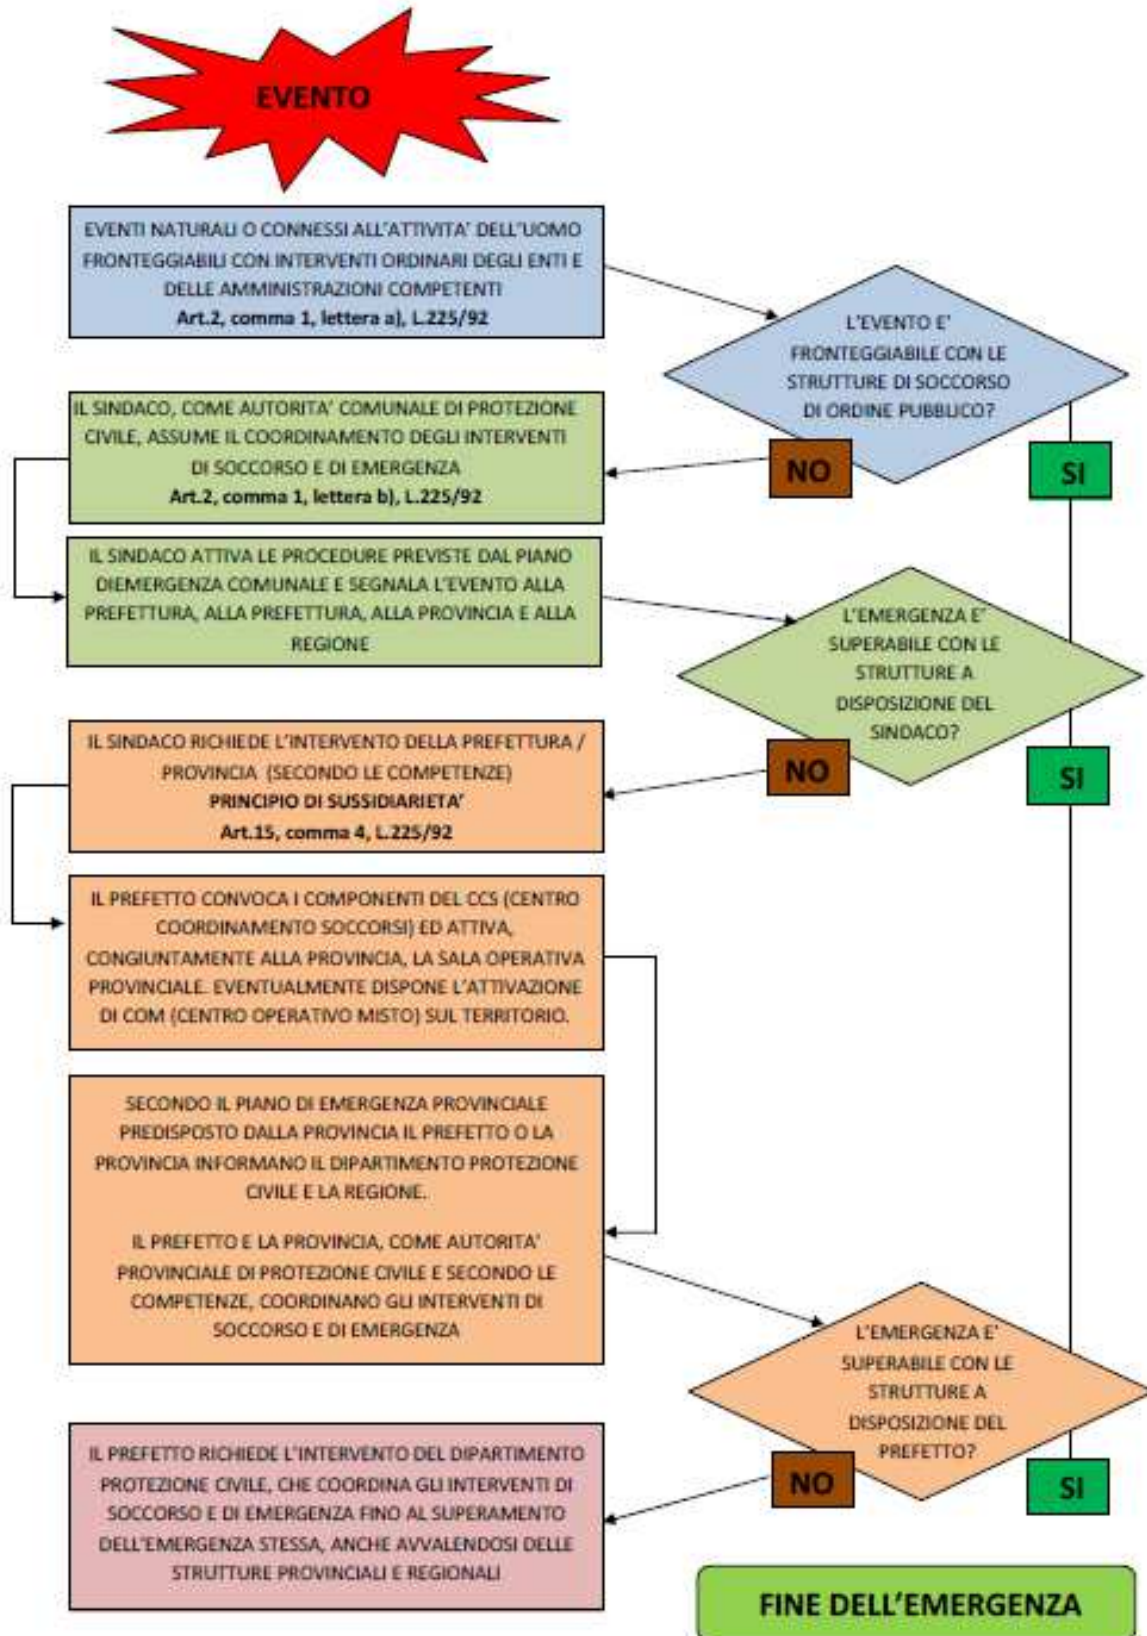 EVENTO
EVENTI NATURALI O CONNESSI ALL'ATTIVITA' DELL'UOMO
FRONTEGGIABILI CON INTERVENTI ORDINARI DEGLI ENTI E
DELLE AMMINISTRAZIONI COMPETENTI
Art.2, comma 1, lettera a), L.225/92
L'EVENTO E'
FRONTEGGIABILE CON LE
STRUTTURE DI SOCCORSO
DI ORDINE PUBBLICO?
NO
SI
IL SINDACO, COME AUTORITA' COMUNALE DI PROTEZIONE
CIVILE, ASSUME IL COORDINAMENTO DEGLI INTERVENTI
DI SOCCORSO E DI EMERGENZA
Art.2, comma 1, lettera b), L.225/92
IL SINDACO ATTIVA LE PROCEDURE PREVISTE DAL PIANO
DIEMERGENZA COMUNALE E SEGNALA L'EVENTO ALLA
PREFETTURA, ALLA PREFETTURA, ALLA PROVINCIA E ALLA
REGIONE
L'EMERGENZA E'
SUPERABILE CON LE
STRUTTURE A
DISPOSIZIONE DEL
SINDACO?
NO
SI
IL SINDACO RICHIEDE L'INTERVENTO DELLA PREFETTURA /
PROVINCIA (SECONDO LE COMPETENZE)
PRINCIPIO DI SUSSIDIARIETA'
Art.15, comma 4, L.225/92
IL PREFETTO CONVOCA I COMPONENTI DEL CCS (CENTRO
COORDINAMENTO SOCCORSI) ED ATTIVA,
CONGIUNTAMENTE ALLA PROVINCIA, LA SALA OPERATIVA
PROVINCIALE. EVENTUALMENTE DISPONE L'ATTIVAZIONE
DI COM (CENTRO OPERATIVO MISTO) SUL TERRITORIO.
SECONDO IL PIANO DI EMERGENZA PROVINCIALE
PREDISPOSTO DALLA PROVINCIA IL PREFETTO O LA
PROVINCIA INFORMANO IL DIPARTIMENTO PROTEZIONE
CIVILE E LA REGIONE.
IL PREFETTO E LA PROVINCIA, COME AUTORITA'
PROVINCIALE DI PROTEZIONE CIVILE E SECONDO LE
COMPETENZE, COORDINANO GLI INTERVENTI DI
SOCCORSO E DI EMERGENZA
L'EMERGENZA E'
SUPERABILE CON LE
STRUTTURE A
DISPOSIZIONE DEL
PREFETTO?
NO
SI
IL PREFETTO RICHIEDE L'INTERVENTO DEL DIPARTIMENTO
PROTEZIONE CIVILE, CHE COORDINA GLI INTERVENTI DI
SOCCORSO E DI EMERGENZA FINO AL SUPERAMENTO
DELL'EMERGENZA STESSA, ANCHE AVVALENDOSI DELLE
STRUTTURE PROVINCIALI E REGIONALI
FINE DELL'EMERGENZA